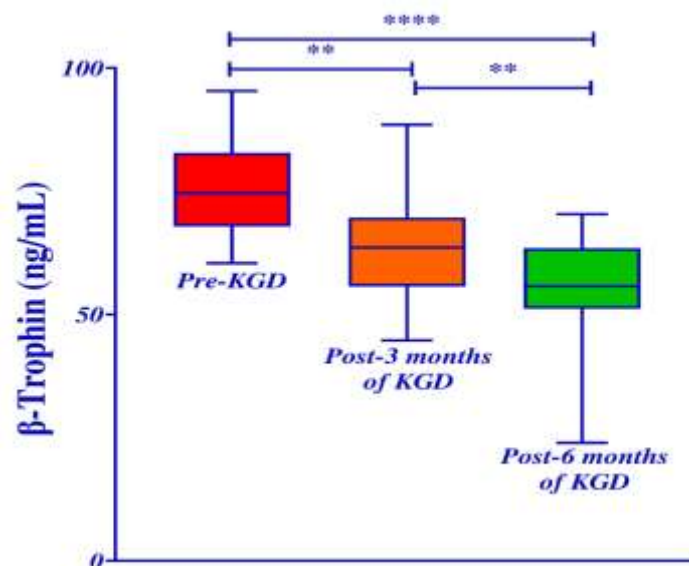 ****
**
**
100
50
0
β-Trophin (ng/mL)
Pre-KGD
Post-3 months
of KGD
Post-6 months
of KGD